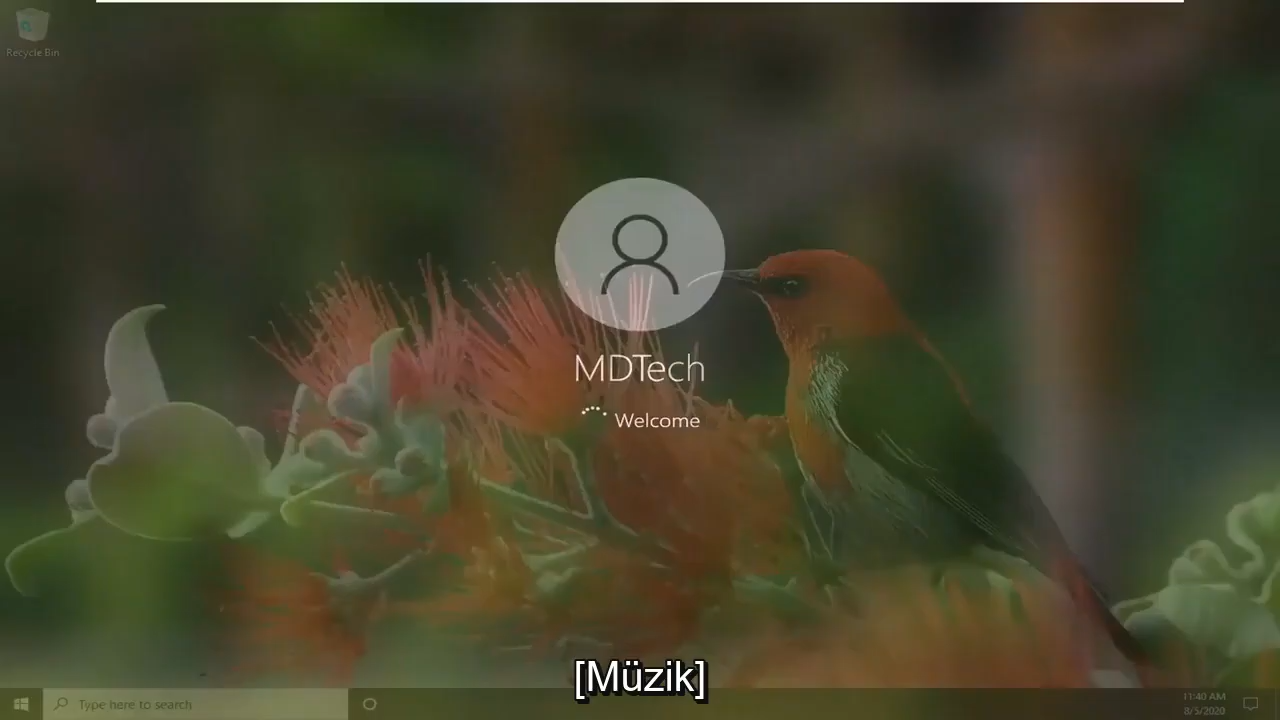 Recycle Bin
MDTech
Welcome
[Müzik]
Type here to search
11:40 AM
8/5/2020